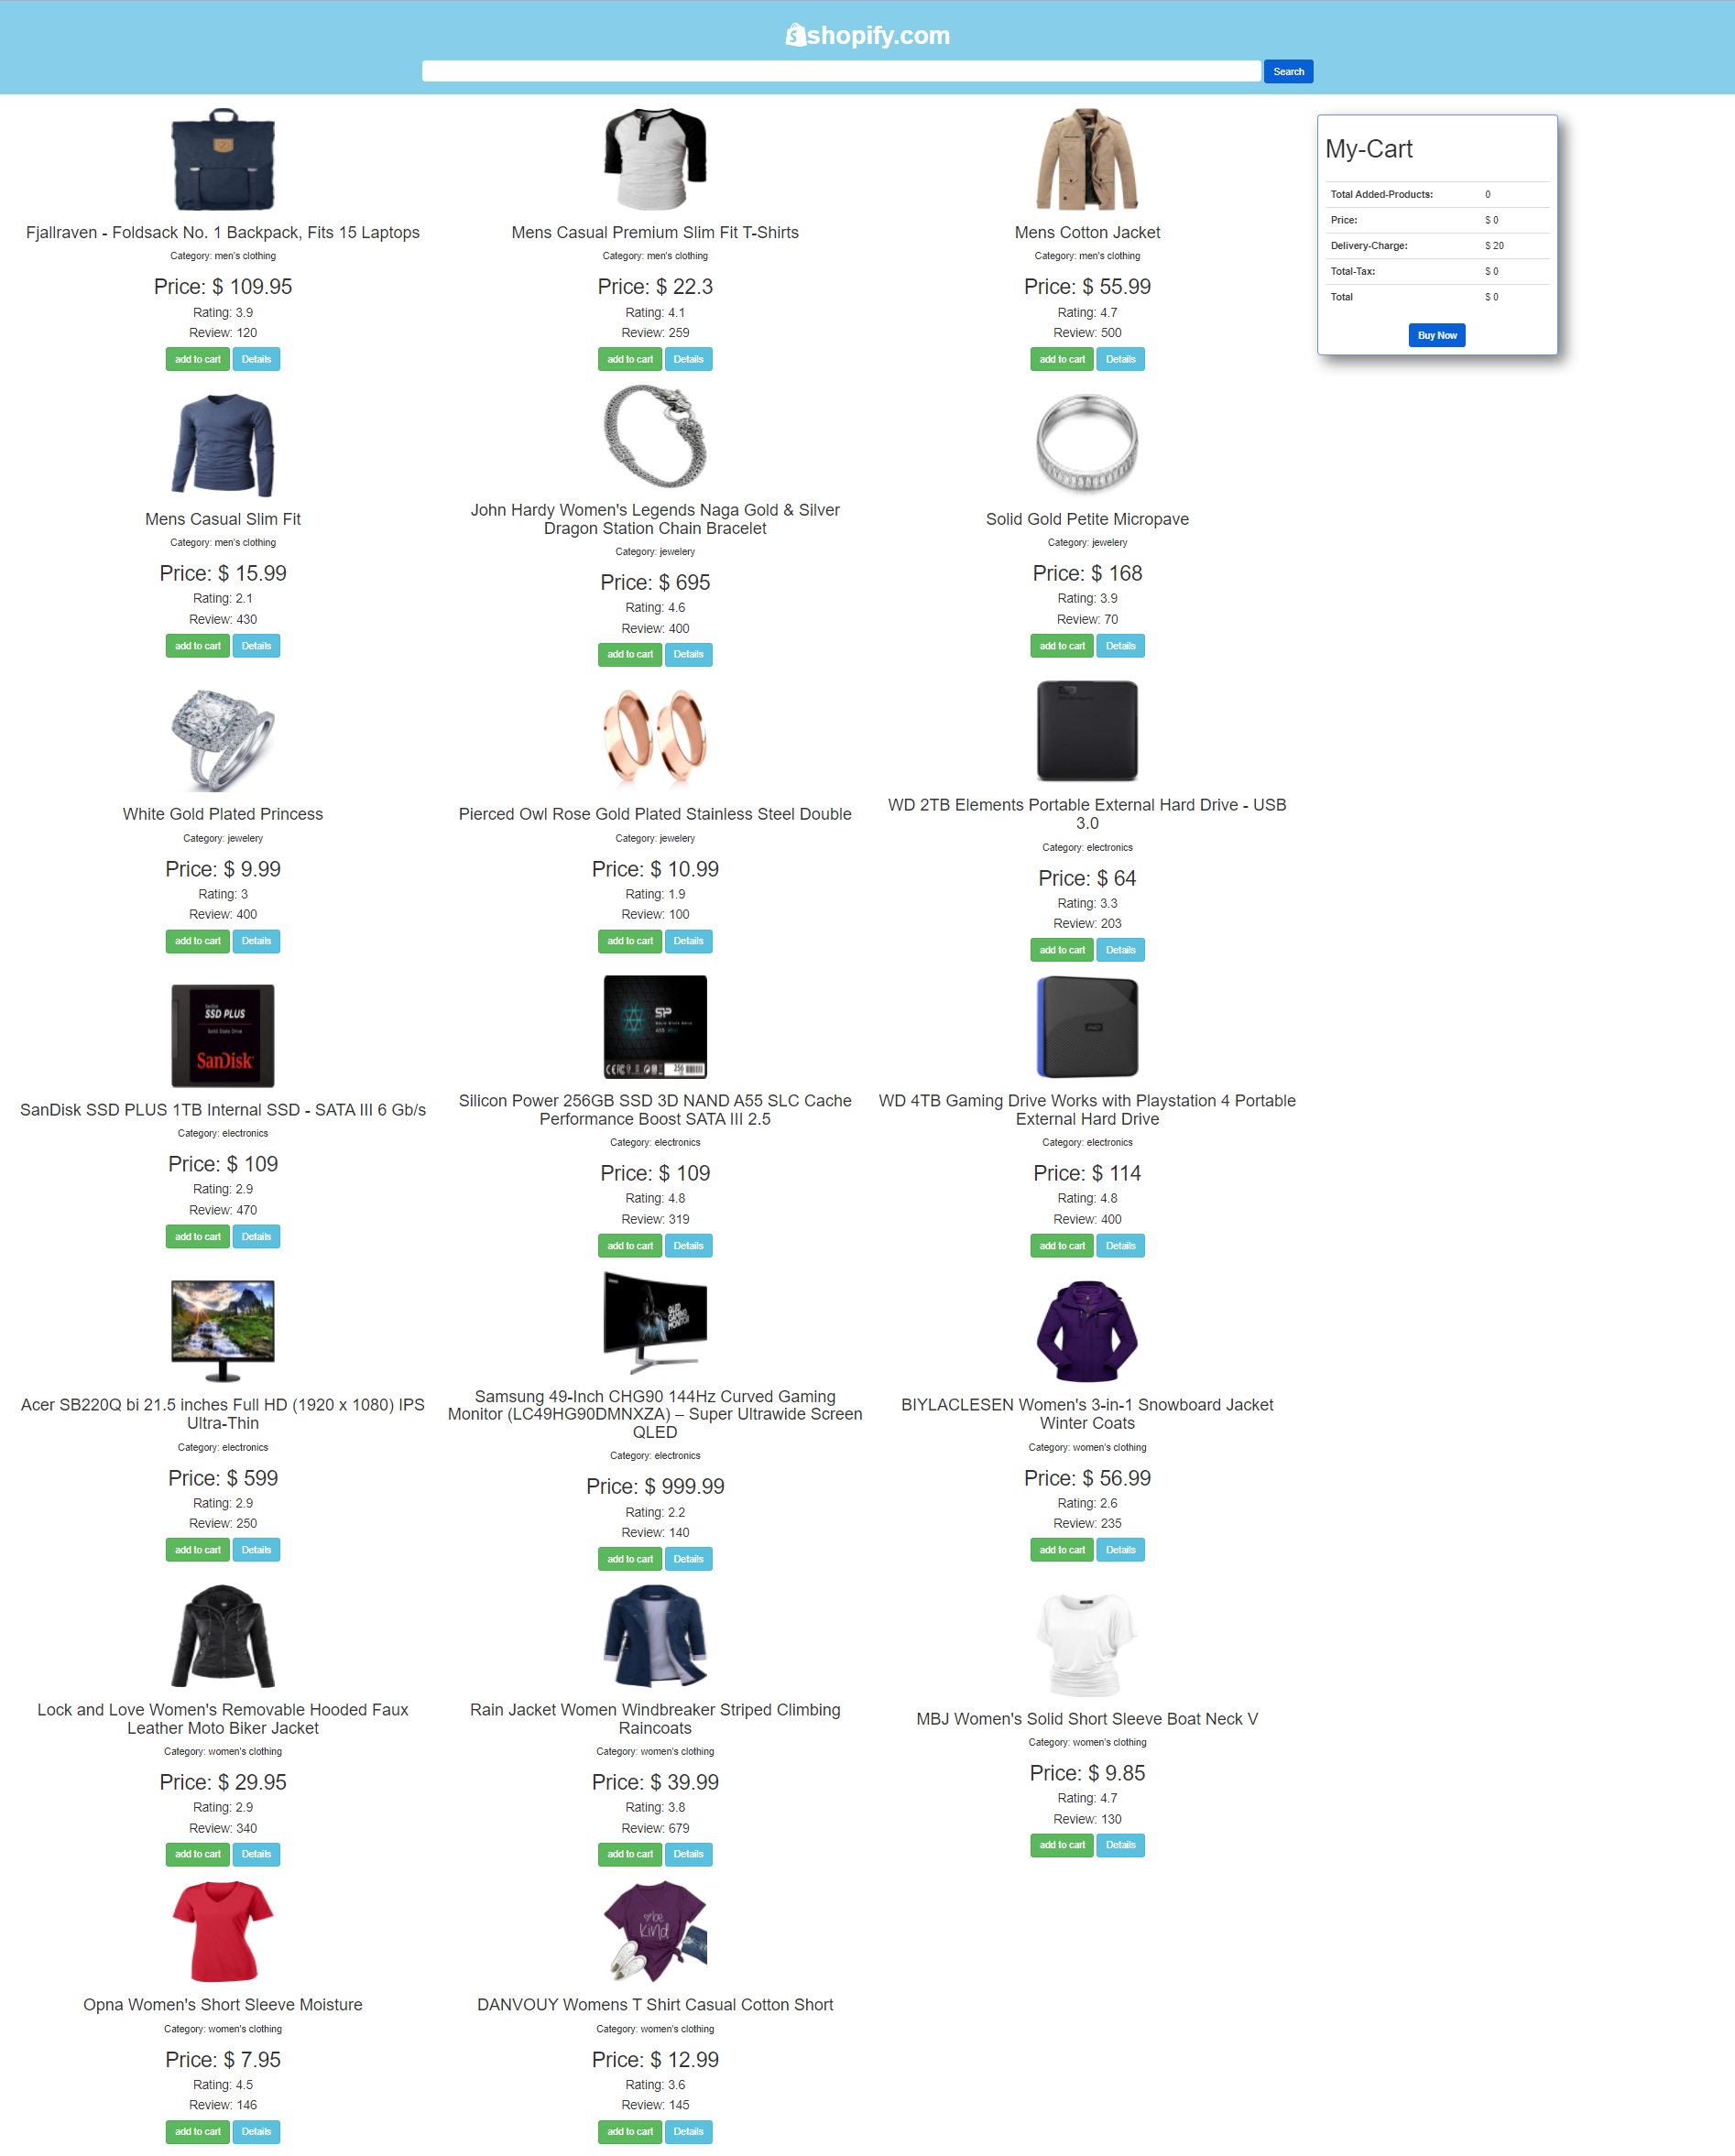 shopify.com
Search
Fjallraven - Foldsack No. 1 Backpack, Fits 15 Laptops
Category: men's clothing
Price: $ 109.95
Rating: 3.9
Review: 120
add to cart Details
Mens Casual Premium Slim Fit T-Shirts
Category: men's clothing
Price: $ 22.3
Rating: 4.1
Review: 259
add to cart Details
Mens Cotton Jacket
Category: men's clothing
Price: $ 55.99
Rating: 4.7
Review: 500
add to cart Details
My-Cart
Total Added-Products: 0
Price: $ 0
Delivery-Charge: $ 20
Total-Tax: $ 0
Total $ 0
Buy Now
Mens Casual Slim Fit
Category: men's clothing
Price: $ 15.99
Rating: 2.1
Review: 430
add to cart Details
John Hardy Women's Legends Naga Gold & Silver
Dragon Station Chain Bracelet
Category: jewelery
Price: $ 695
Rating: 4.6
Review: 400
add to cart Details
Solid Gold Petite Micropave
Category: jewelery
Price: $ 168
Rating: 3.9
Review: 70
add to cart Details
White Gold Plated Princess
Category: jewelery
Price: $ 9.99
Rating: 3
Review: 400
add to cart Details
Pierced Owl Rose Gold Plated Stainless Steel Double
Category: jewelery
Price: $ 10.99
Rating: 1.9
Review: 100
add to cart Details
WD 2TB Elements Portable External Hard Drive - USB
3.0
Category: electronics
Price: $ 64
Rating: 3.3
Review: 203
add to cart Details
SSD PLUS
Solid State Drive
SanDisk
SanDisk SSD PLUS 1TB Internal SSD - SATA III 6 Gb/s
Category: electronics
Price: $ 109
Rating: 2.9
Review: 470
add to cart Details
SP
A55
256
Silicon Power 256GB SSD 3D NAND A55 SLC Cache
Performance Boost SATA III 2.5
Category: electronics
Price: $ 109
Rating: 4.8
Review: 319
add to cart Details
WD 4TB Gaming Drive Works with Playstation 4 Portable
External Hard Drive
Category: electronics
Price: $ 114
Rating: 4.8
Review: 400
add to cart Details
Acer SB220Q bi 21.5 inches Full HD (1920 x 1080) IPS
Ultra-Thin
Category: electronics
Price: $ 599
Rating: 2.9
Review: 250
add to cart Details
QLED
GAMING
MONITOR
Samsung 49-Inch CHG90 144Hz Curved Gaming
Monitor (LC49HG90DMNXZA) – Super Ultrawide Screen
QLED
Category: electronics
Price: $ 999.99
Rating: 2.2
Review: 140
add to cart Details
BIYLACLESEN Women's 3-in-1 Snowboard Jacket
Winter Coats
Category: women's clothing
Price: $ 56.99
Rating: 2.6
Review: 235
add to cart Details
Lock and Love Women's Removable Hooded Faux
Leather Moto Biker Jacket
Category: women's clothing
Price: $ 29.95
Rating: 2.9
Review: 340
add to cart Details
Rain Jacket Women Windbreaker Striped Climbing
Raincoats
Category: women's clothing
Price: $ 39.99
Rating: 3.8
Review: 679
add to cart Details
MBJ Women's Solid Short Sleeve Boat Neck V
Category: women's clothing
Price: $ 9.85
Rating: 4.7
Review: 130
add to cart Details
Opna Women's Short Sleeve Moisture
Category: women's clothing
Price: $ 7.95
Rating: 4.5
Review: 146
add to cart Details
be
kind
DANVOUY Womens T Shirt Casual Cotton Short
Category: women's clothing
Price: $ 12.99
Rating: 3.6
Review: 145
add to cart Details